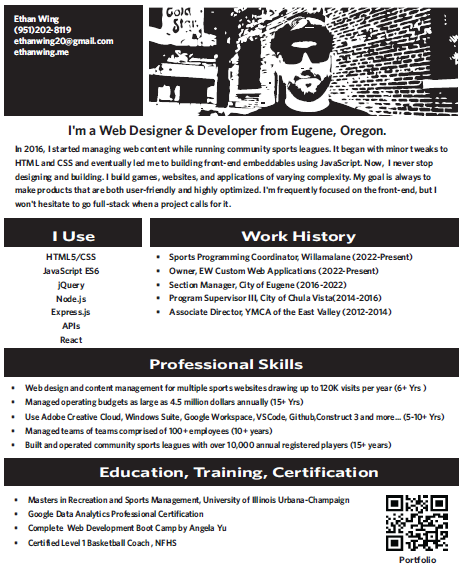 Ethan Wing
(951)202-8119
ethanwing20@gmail.com
ethanwing.me
Gold
Star
I'm a Web Designer & Developer from Eugene, Oregon.
In 2016, I started managing web content while running community sports leagues. It began with minor tweaks to
HTML and CSS and eventually led me to building front-end embeddables using JavaScript. Now, I never stop
designing and building. I build games, websites, and applications of varying complexity. My goal is always to
make products that are both user-friendly and highly optimized. I'm frequently focused on the front-end, but I
won't hesitate to go full-stack when a project calls for it.
I Use
HTML5/CSS
JavaScript ES6
jQuery
Node.js
Express.js
APIs
React
Work History
• Sports Programming Coordinator, Willamalane (2022-Present)
• Owner, EW Custom Web Applications (2022-Present)
• Section Manager, City of Eugene (2016-2022)
• Program Supervisor III, City of Chula Vista(2014-2016)
• Associate Director, YMCA of the East Valley (2012-2014)
Professional Skills
• Web design and content management for multiple sports websites drawing up to 120K visits per year (6+ Yrs )
• Managed operating budgets as large as 4.5 million dollars annually (15+ Yrs)
• Use Adobe Creative Cloud, Windows Suite, Google Workspace, VSCode, Github,Construct 3 and more... (5-10+ Yrs)
• Managed teams of teams comprised of 100+ employees (10+ years)
• Built and operated community sports leagues with over 10,000 annual registered players (15+ years)
Education, Training, Certification
• Masters in Recreation and Sports Management, University of Illinois Urbana-Champaign
• Google Data Analytics Professional Certification
• Complete Web Development Boot Camp by Angela Yu
• Certified Level 1 Basketball Coach , NFHS
Portfolio